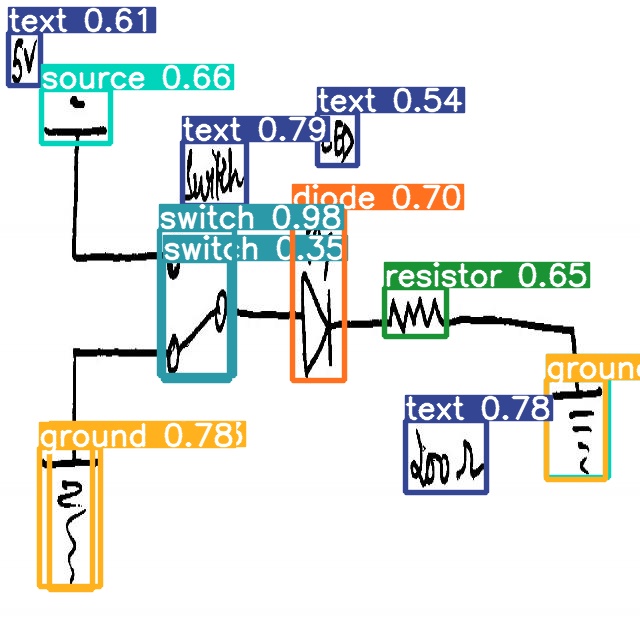 text 0.61
5V
source 0.66
text 0.54
text 0.79
LED
Switch
diode 0.70
switch 0.98
switch 0.35
resistor 0.65
ground
text 0.78
ground 0.78
200 Ω